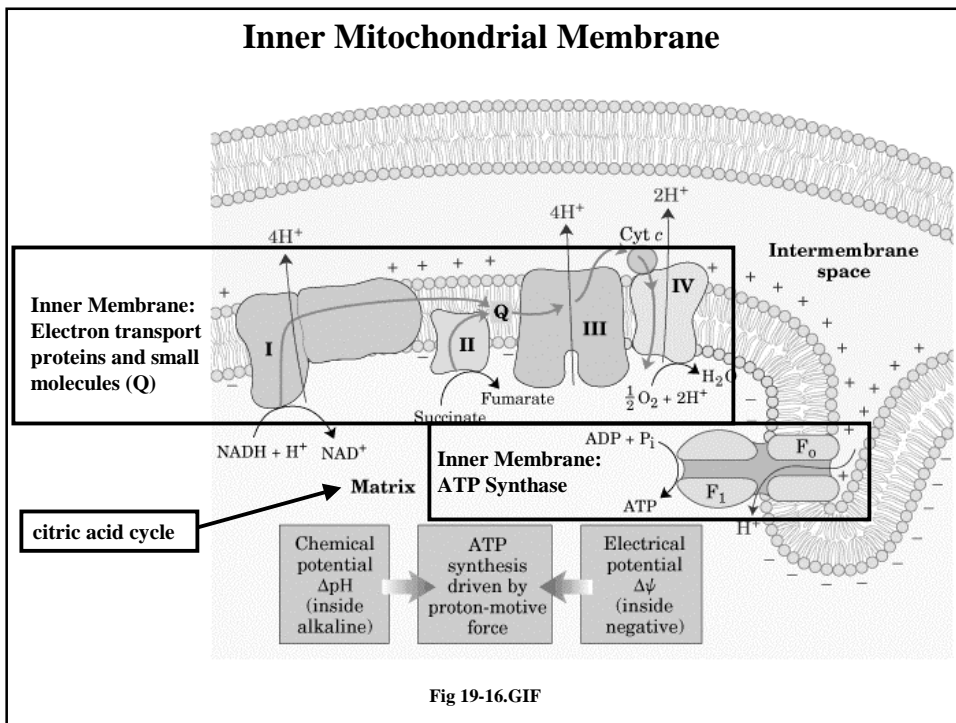 Inner Mitochondrial Membrane
4H⁺
4H⁺
2H⁺
Cyt c
Intermembrane
space
+ + + + + + + + + + + + + +
Inner Membrane:
Electron transport
proteins and small
molecules (Q)
I
II
Q
III
IV
– – – – – – – – –
NADH + H⁺
NAD⁺
Succinate
Fumarate
½ O₂ + 2H⁺
H₂O
Inner Membrane:
ATP Synthase
ADP + Pᵢ
ATP
F₁
Fₒ
H⁺
Matrix
citric acid cycle
Chemical
potential
ΔpH
(inside
alkaline)
ATP
synthesis
driven by
proton-motive
force
Electrical
potential
Δψ
(inside
negative)
Fig 19-16.GIF